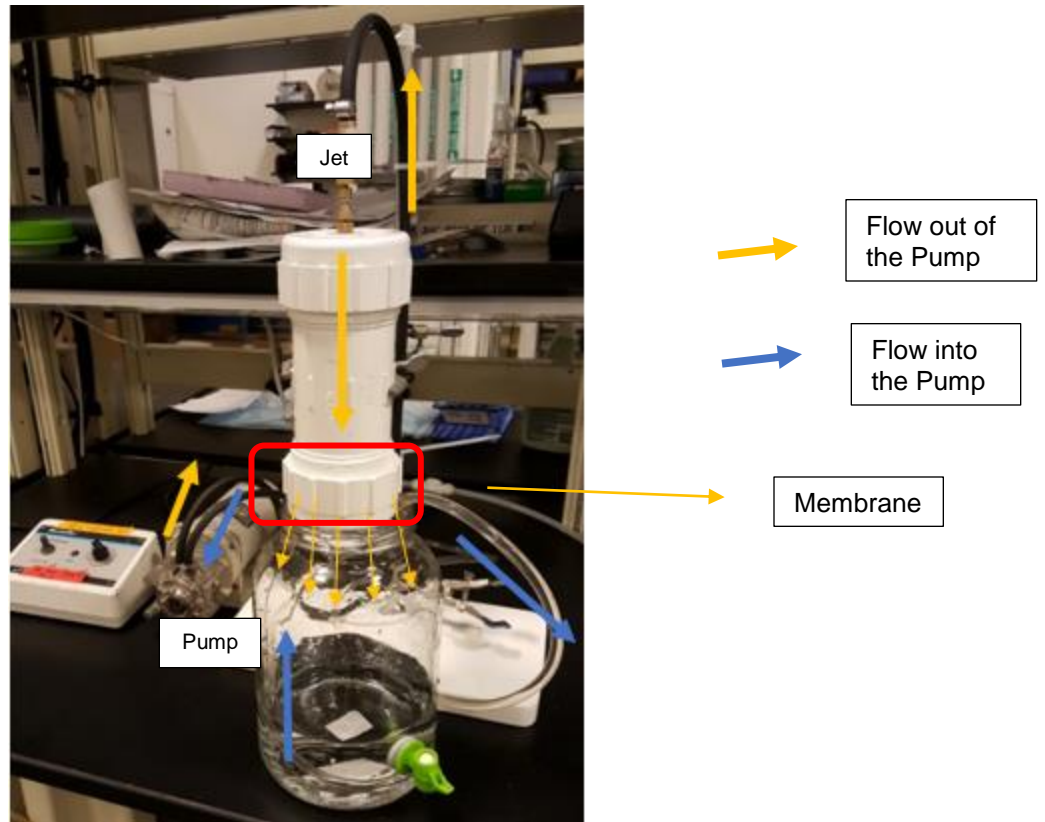 Jet
Flow out of
the Pump
Flow into
the Pump
Membrane
Pump